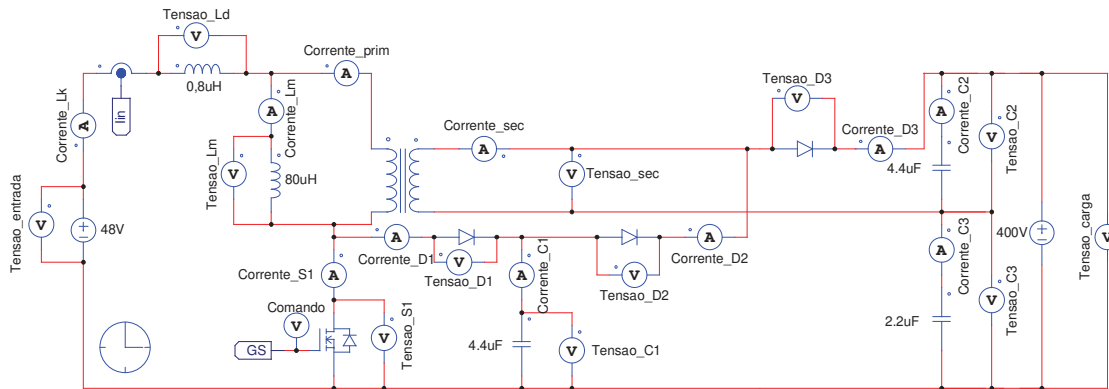 Tensao_Ld
V
0,8uH
Corrente_prim
A
Iin
Corrente_Lk
A
Corrente_Lm
A
Tensao_Lm
V
80uH
Tensao_entrada
V
48V
Corrente_sec
A
Tensao_sec
V
Tensao_D3
V
Corrente_D3
A
Corrente_C2
A
4.4uF
Tensao_C2
V
Corrente_S1
A
Corrente_D1
A
Tensao_D1
V
Corrente_C1
A
Tensao_D2
V
Corrente_D2
A
Corrente_C3
A
2.2uF
Tensao_C3
V
400V
Tensao_carga
V
Comando
V
GS
Tensao_S1
V
4.4uF
Tensao_C1
V